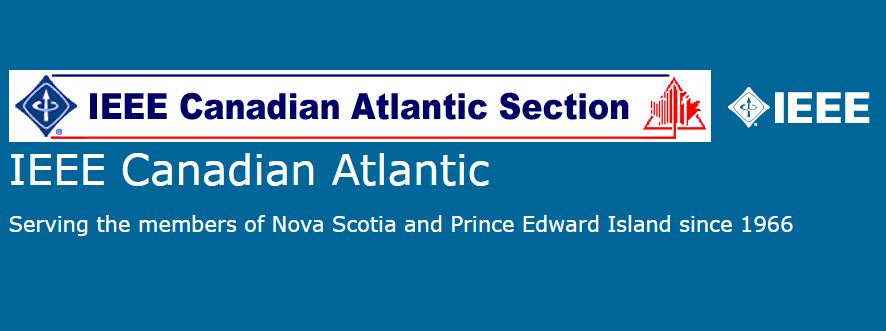 IEEE Canadian Atlantic Section
IEEE
IEEE Canadian Atlantic
Serving the members of Nova Scotia and Prince Edward Island since 1966